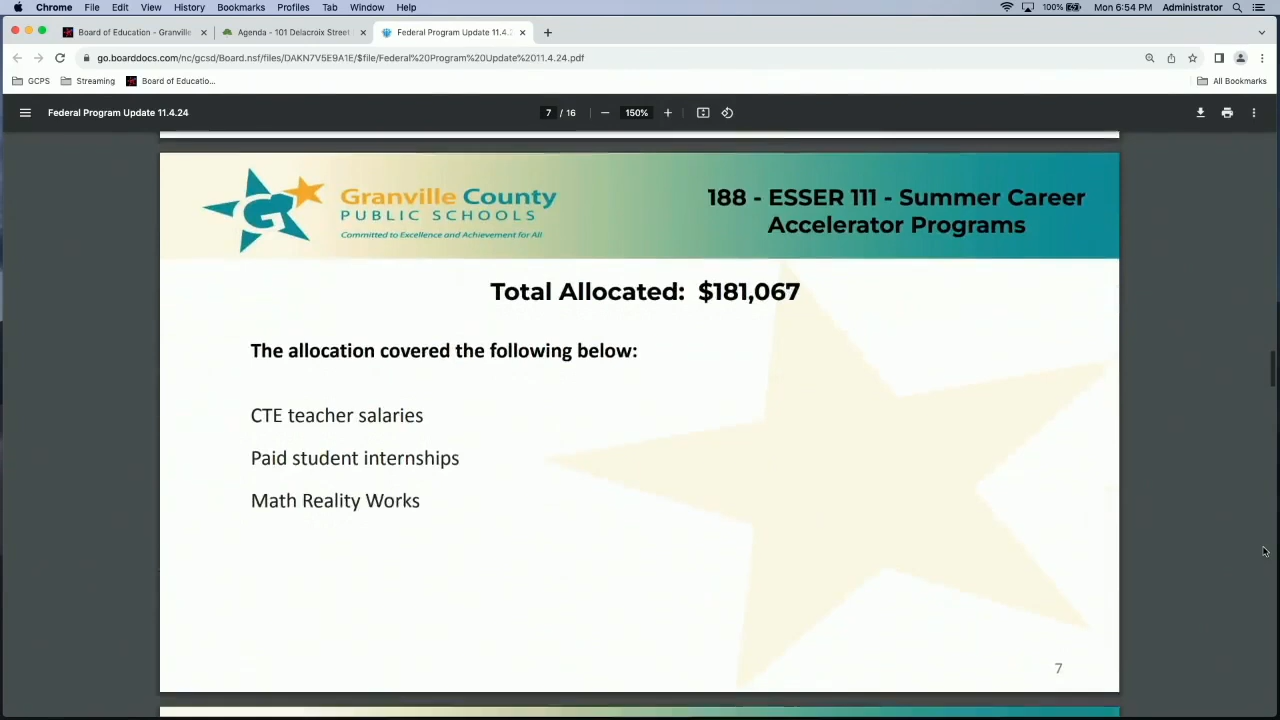 Chrome File Edit View History Bookmarks Profiles Tab Window Help 100% Mon 6:54 PM Administrator
Board of Education - Granville Agenda - 101 Delacroix Street Federal Program Update 11.4.2
go.boarddocs.com/nc/gcsd/Board.nsf/files/DAKN7V5E9A1E/$file/Federal%20Program%20Update%2011.4.24.pdf
GCPS Streaming Board of Educatio... All Bookmarks
Federal Program Update 11.4.24 7 / 16 150%
Granville County
PUBLIC SCHOOLS
Committed to Excellence and Achievement for All
188 - ESSER 111 - Summer Career
Accelerator Programs
Total Allocated: $181,067
The allocation covered the following below:
CTE teacher salaries
Paid student internships
Math Reality Works
7